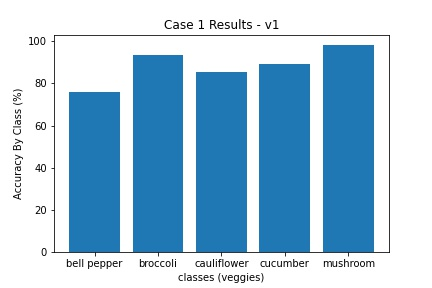 Case 1 Results - v1
Accuracy By Class (%)
100
80
60
40
20
0
bell pepper broccoli cauliflower cucumber mushroom
classes (veggies)